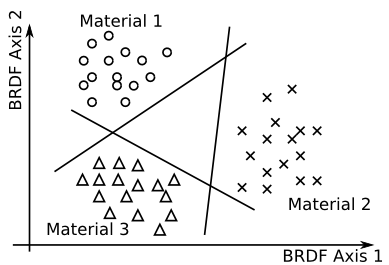 Material 1
BRDF Axis 2
Material 2
Material 3
BRDF Axis 1